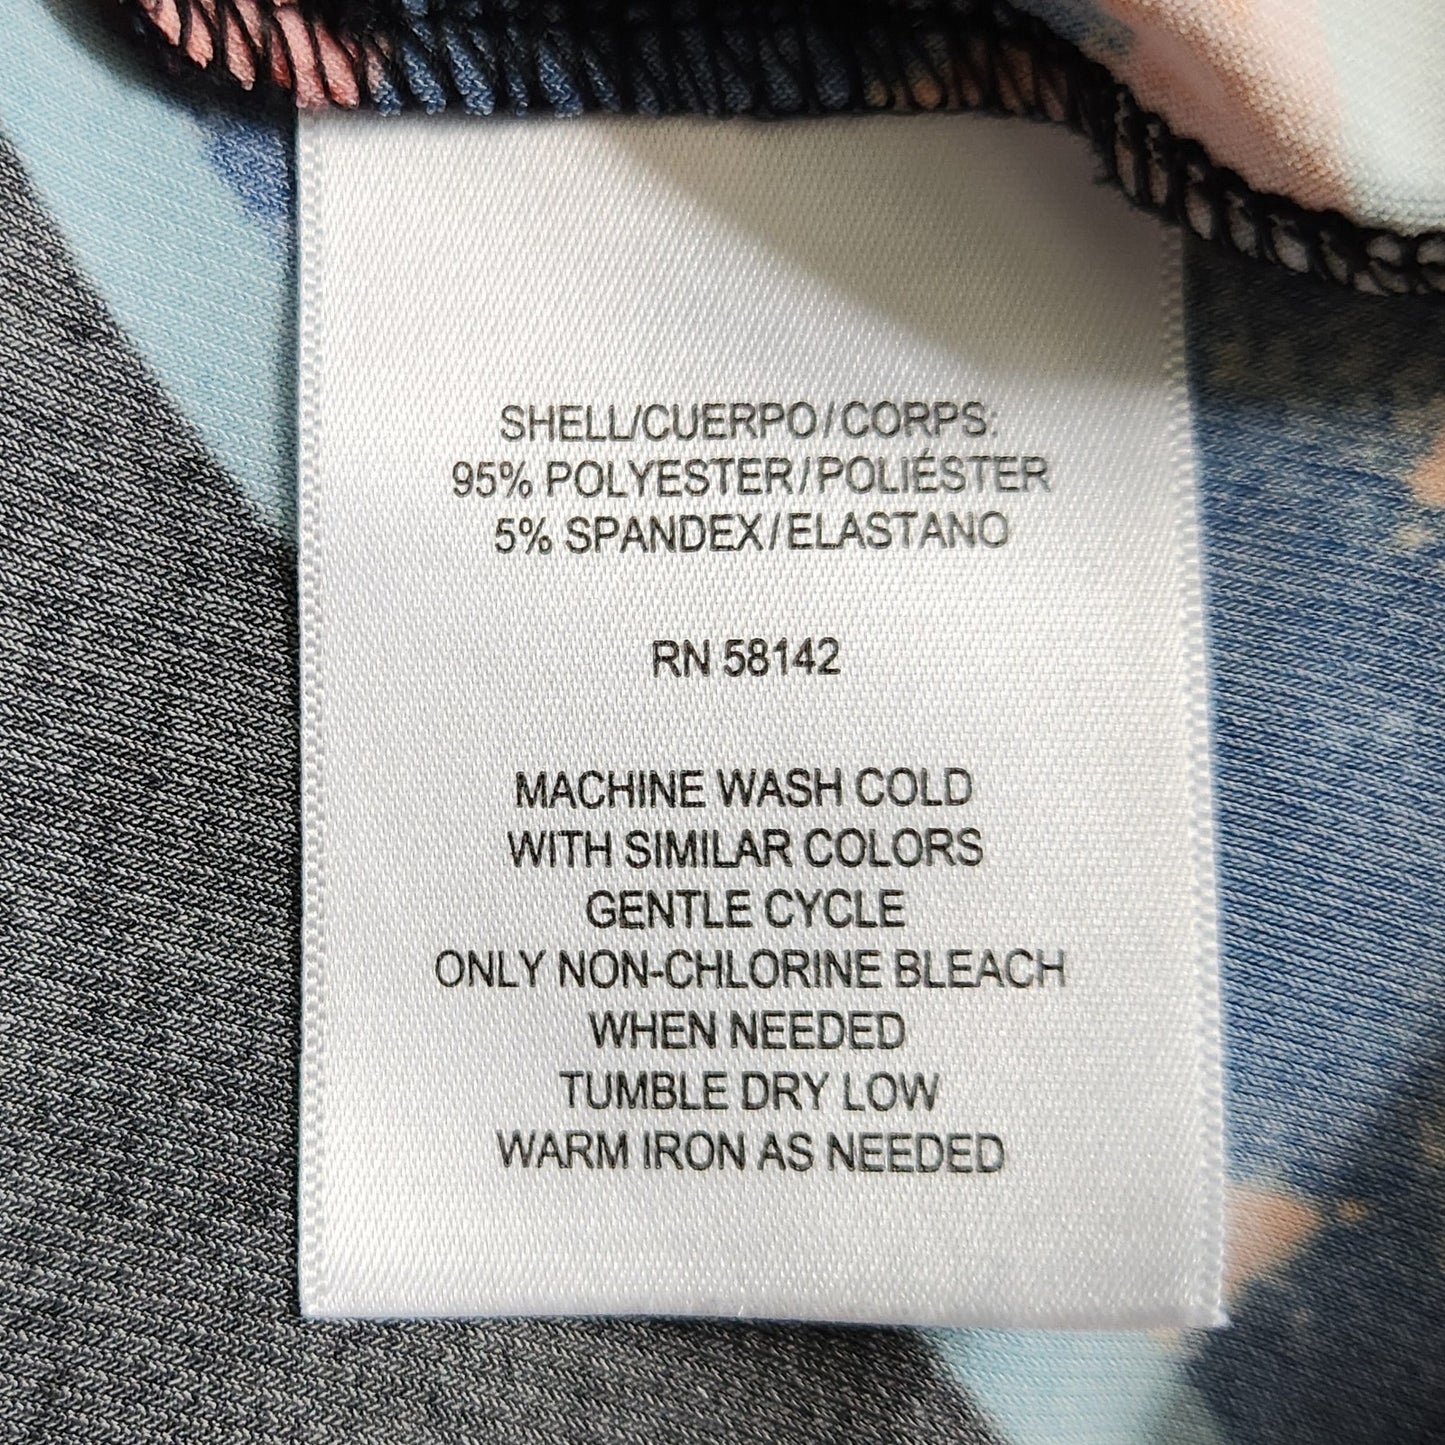 SHELL/CUERPO/CORPS:
95% POLYESTER/POLIÉSTER
5% SPANDEX/ELASTANO
RN 58142
MACHINE WASH COLD
WITH SIMILAR COLORS
GENTLE CYCLE
ONLY NON-CHLORINE BLEACH
WHEN NEEDED
TUMBLE DRY LOW
WARM IRON AS NEEDED